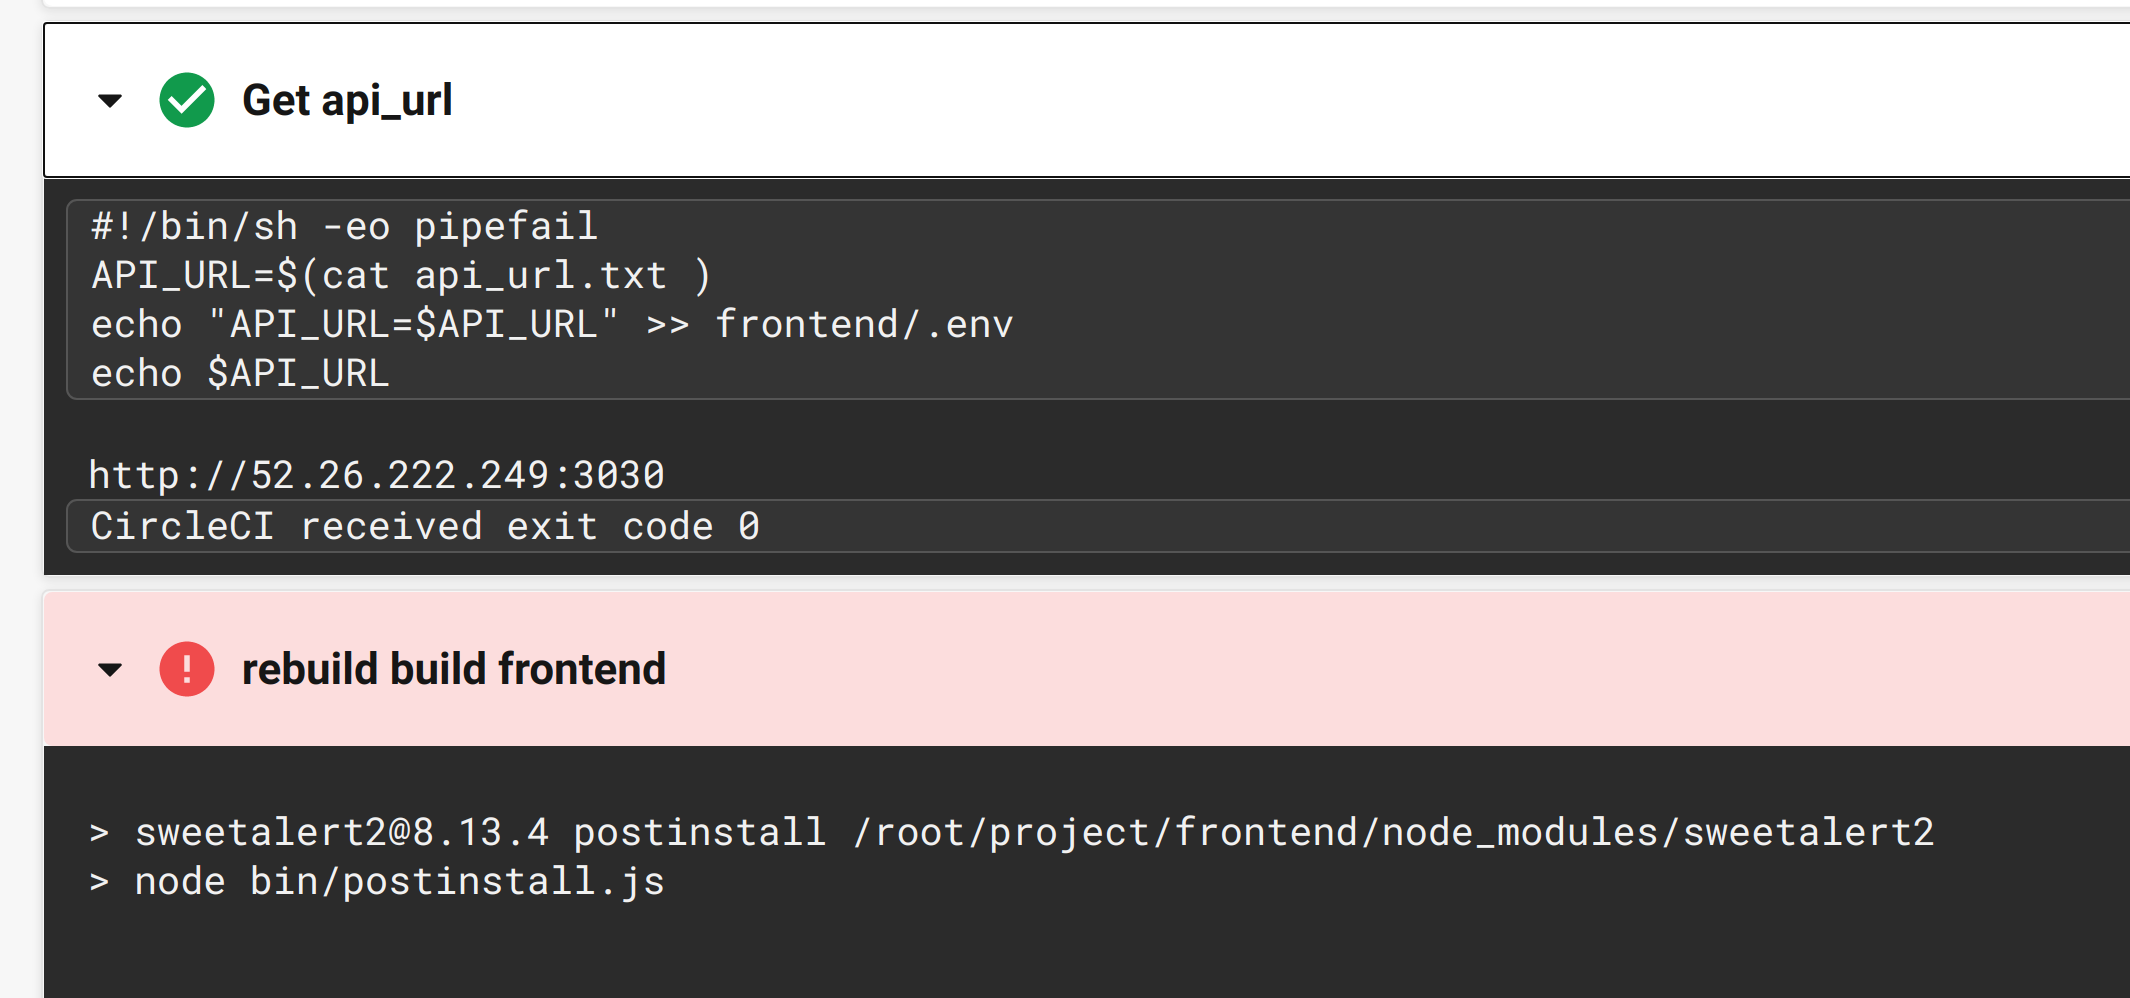 Get api_url
#!/bin/sh -eo pipefail
API_URL=$(cat api_url.txt )
echo "API_URL=$API_URL" >> frontend/.env
echo $API_URL
http://52.26.222.249:3030
CircleCI received exit code 0
rebuild build frontend
> sweetalert2@8.13.4 postinstall /root/project/frontend/node_modules/sweetalert2
> node bin/postinstall.js